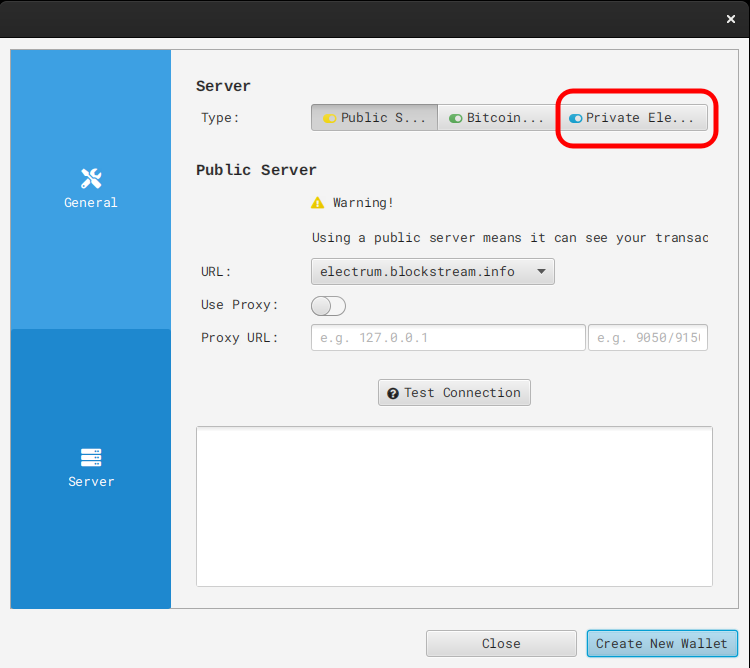 Server
Type: Public S... Bitcoin... Private Ele...
Public Server
General
Warning!
Using a public server means it can see your transac
URL: electrum.blockstream.info
Use Proxy:
Proxy URL: e.g. 127.0.0.1 e.g. 9050/9150
Test Connection
Server
Close Create New Wallet